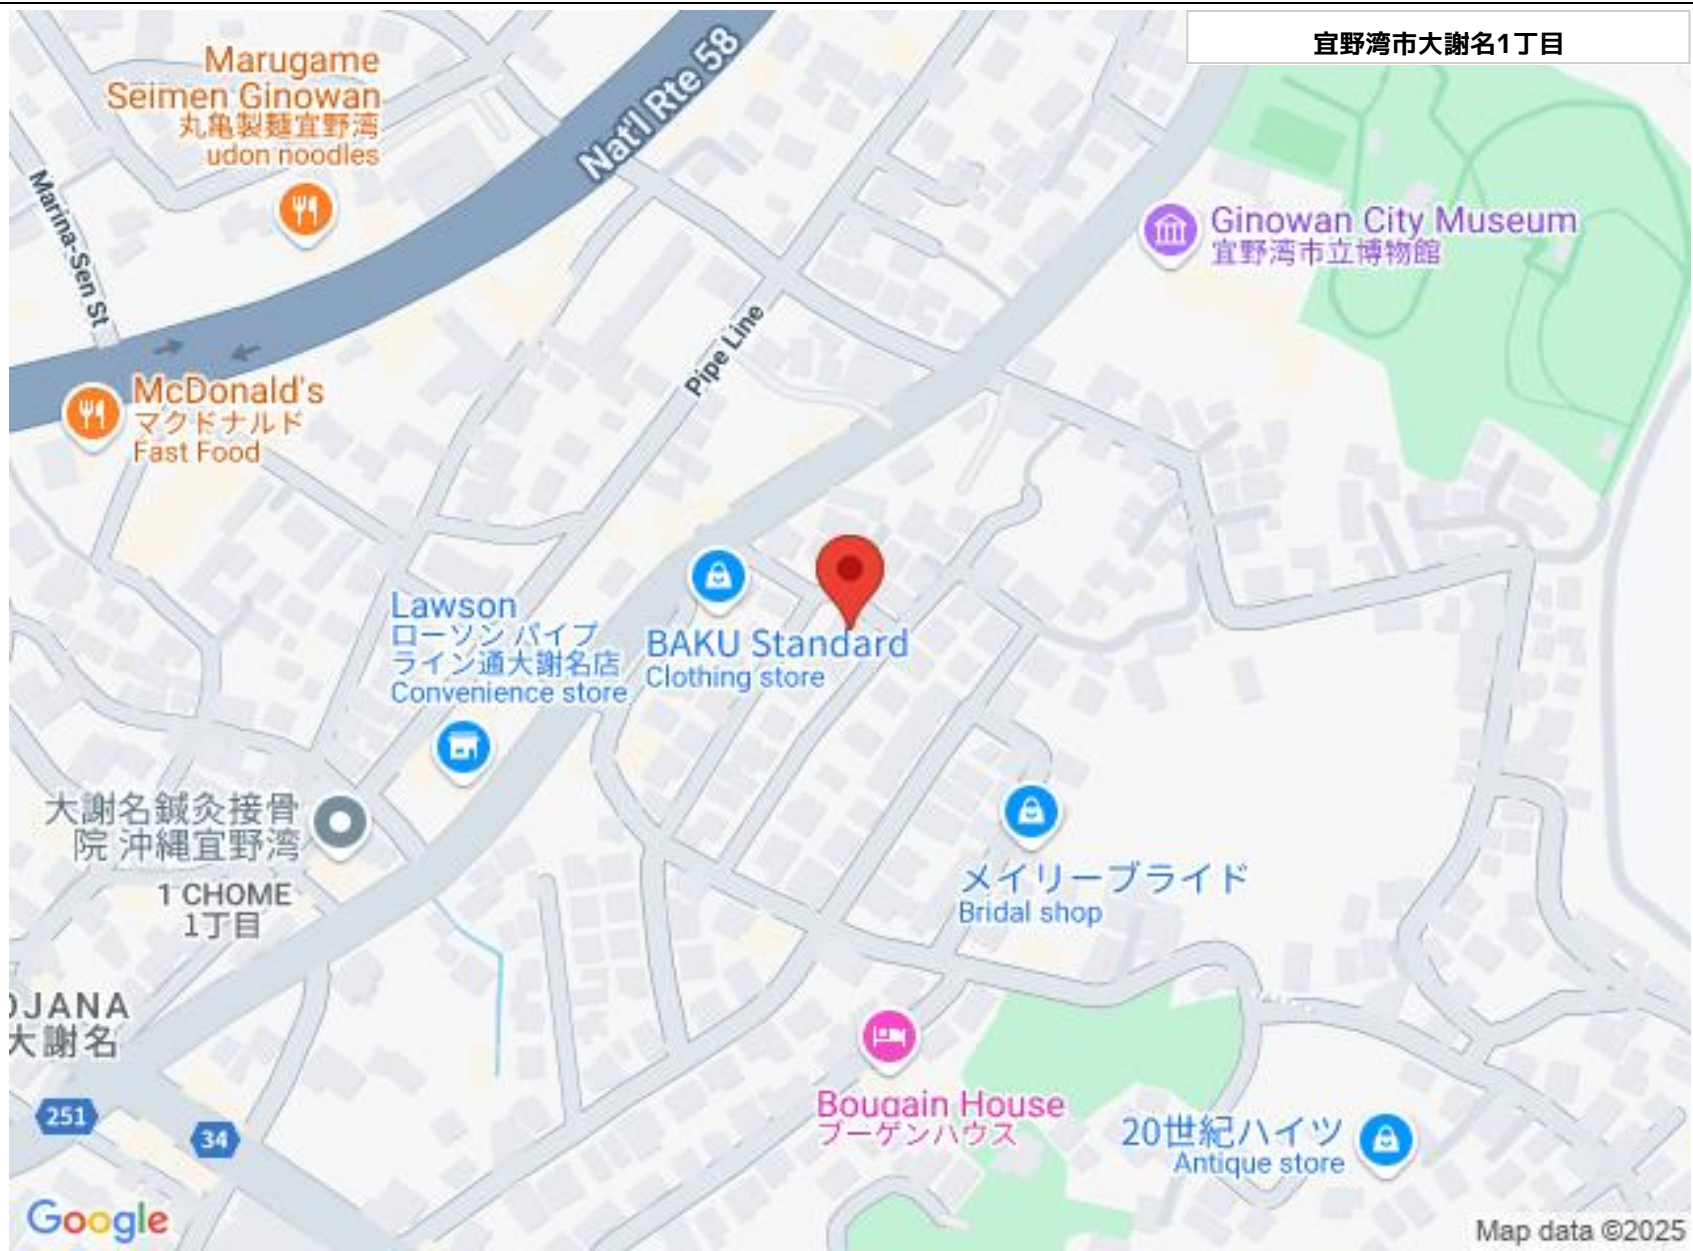 宜野湾市大謝名1丁目
Marugame
Seimen Ginowan
丸亀製麺宜野湾
udon noodles
Nat'l Rte 58
Marina-Sen St
Ginowan City Museum
宜野湾市立博物館
Pipe Line
McDonald's
マクドナルド
Fast Food
Lawson
ローソン パイプ
ライン通大謝名店
Convenience store
BAKU Standard
Clothing store
大謝名鍼灸接骨
院 沖縄宜野湾
1 CHOME
1丁目
メイリーブライド
Bridal shop
OJANA
大謝名
251
34
Bougain House
ブーゲンハウス
20世紀ハイツ
Antique store
Google
Map data ©2025